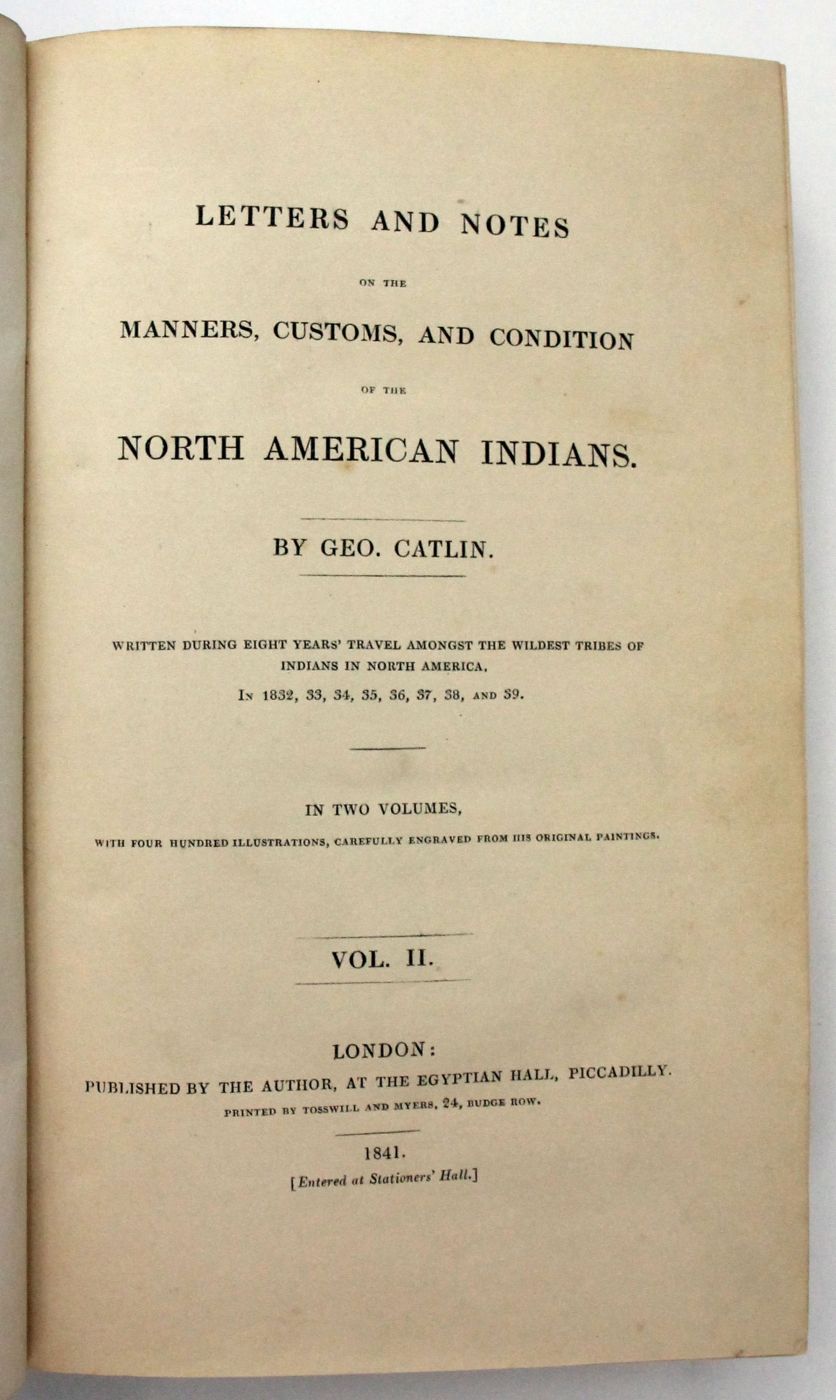 LETTERS AND NOTES
ON THE
MANNERS, CUSTOMS, AND CONDITION
OF THE
NORTH AMERICAN INDIANS.
BY GEO. CATLIN.
WRITTEN DURING EIGHT YEARS' TRAVEL AMONGST THE WILDEST TRIBES OF
INDIANS IN NORTH AMERICA.
IN 1832, 33, 34, 35, 36, 37, 38, AND 39.
IN TWO VOLUMES,
WITH FOUR HUNDRED ILLUSTRATIONS, CAREFULLY ENGRAVED FROM HIS ORIGINAL PAINTINGS.
VOL. II.
LONDON:
PUBLISHED BY THE AUTHOR, AT THE EGYPTIAN HALL, PICCADILLY.
PRINTED BY TOSSWILL AND MYERS, 24, BUDGE ROW.
1841.
[Entered at Stationers' Hall.]